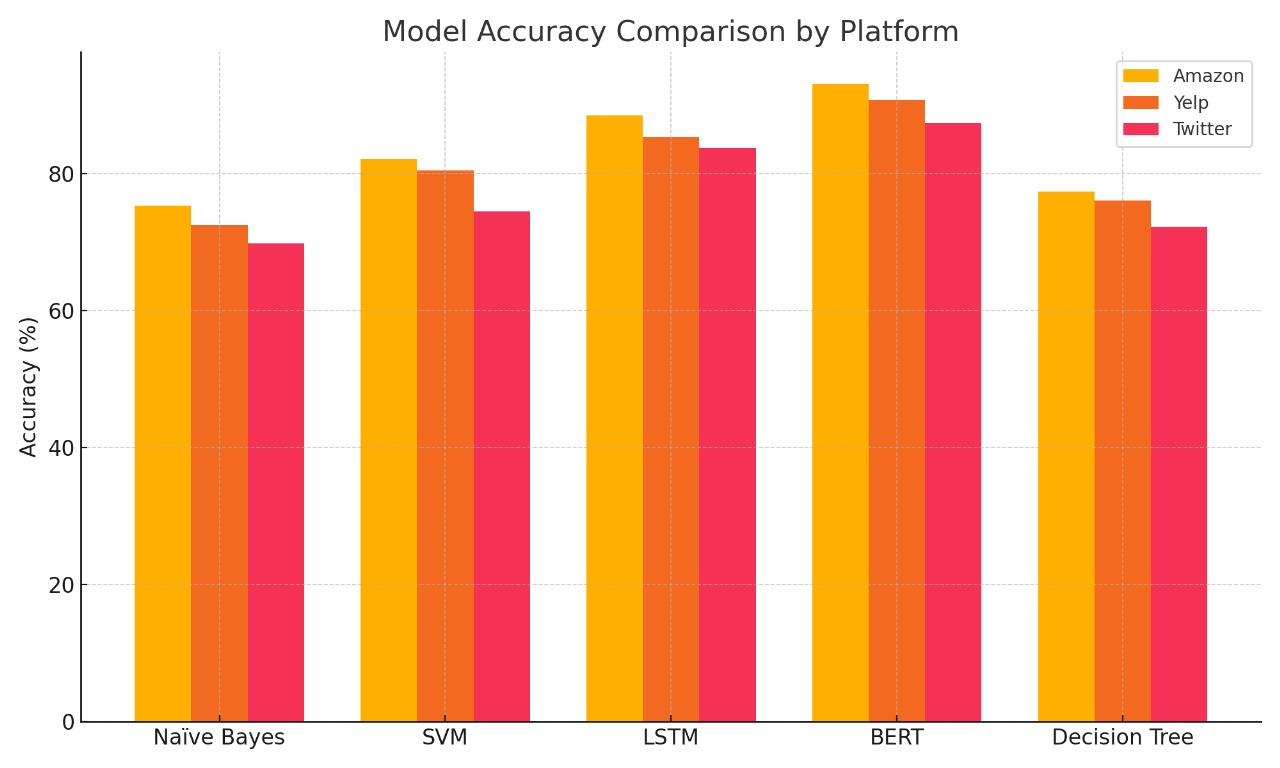 Model Accuracy Comparison by Platform
Amazon
Yelp
Twitter
Accuracy (%)
80
60
40
20
0
Naïve Bayes SVM LSTM BERT Decision Tree